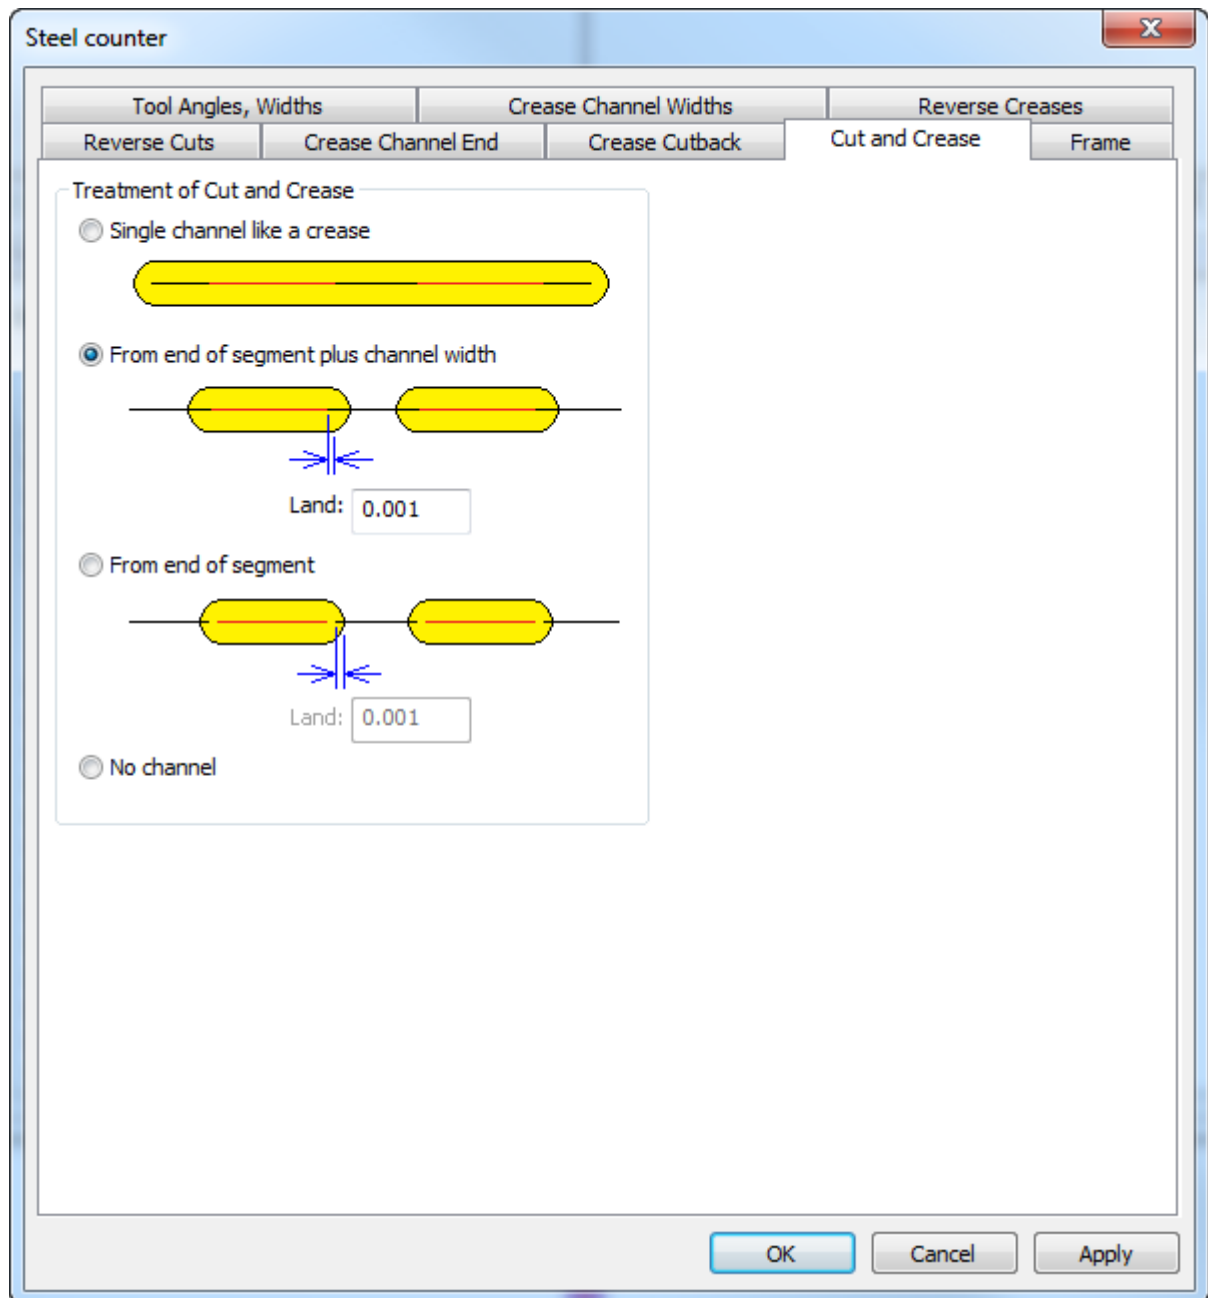 Steel counter
Tool Angles, Widths
Crease Channel Widths
Reverse Creases
Reverse Cuts
Crease Channel End
Crease Cutback
Cut and Crease
Frame
Treatment of Cut and Crease
Single channel like a crease
From end of segment plus channel width
Land: 0.001
From end of segment
Land: 0.001
No channel
OK
Cancel
Apply